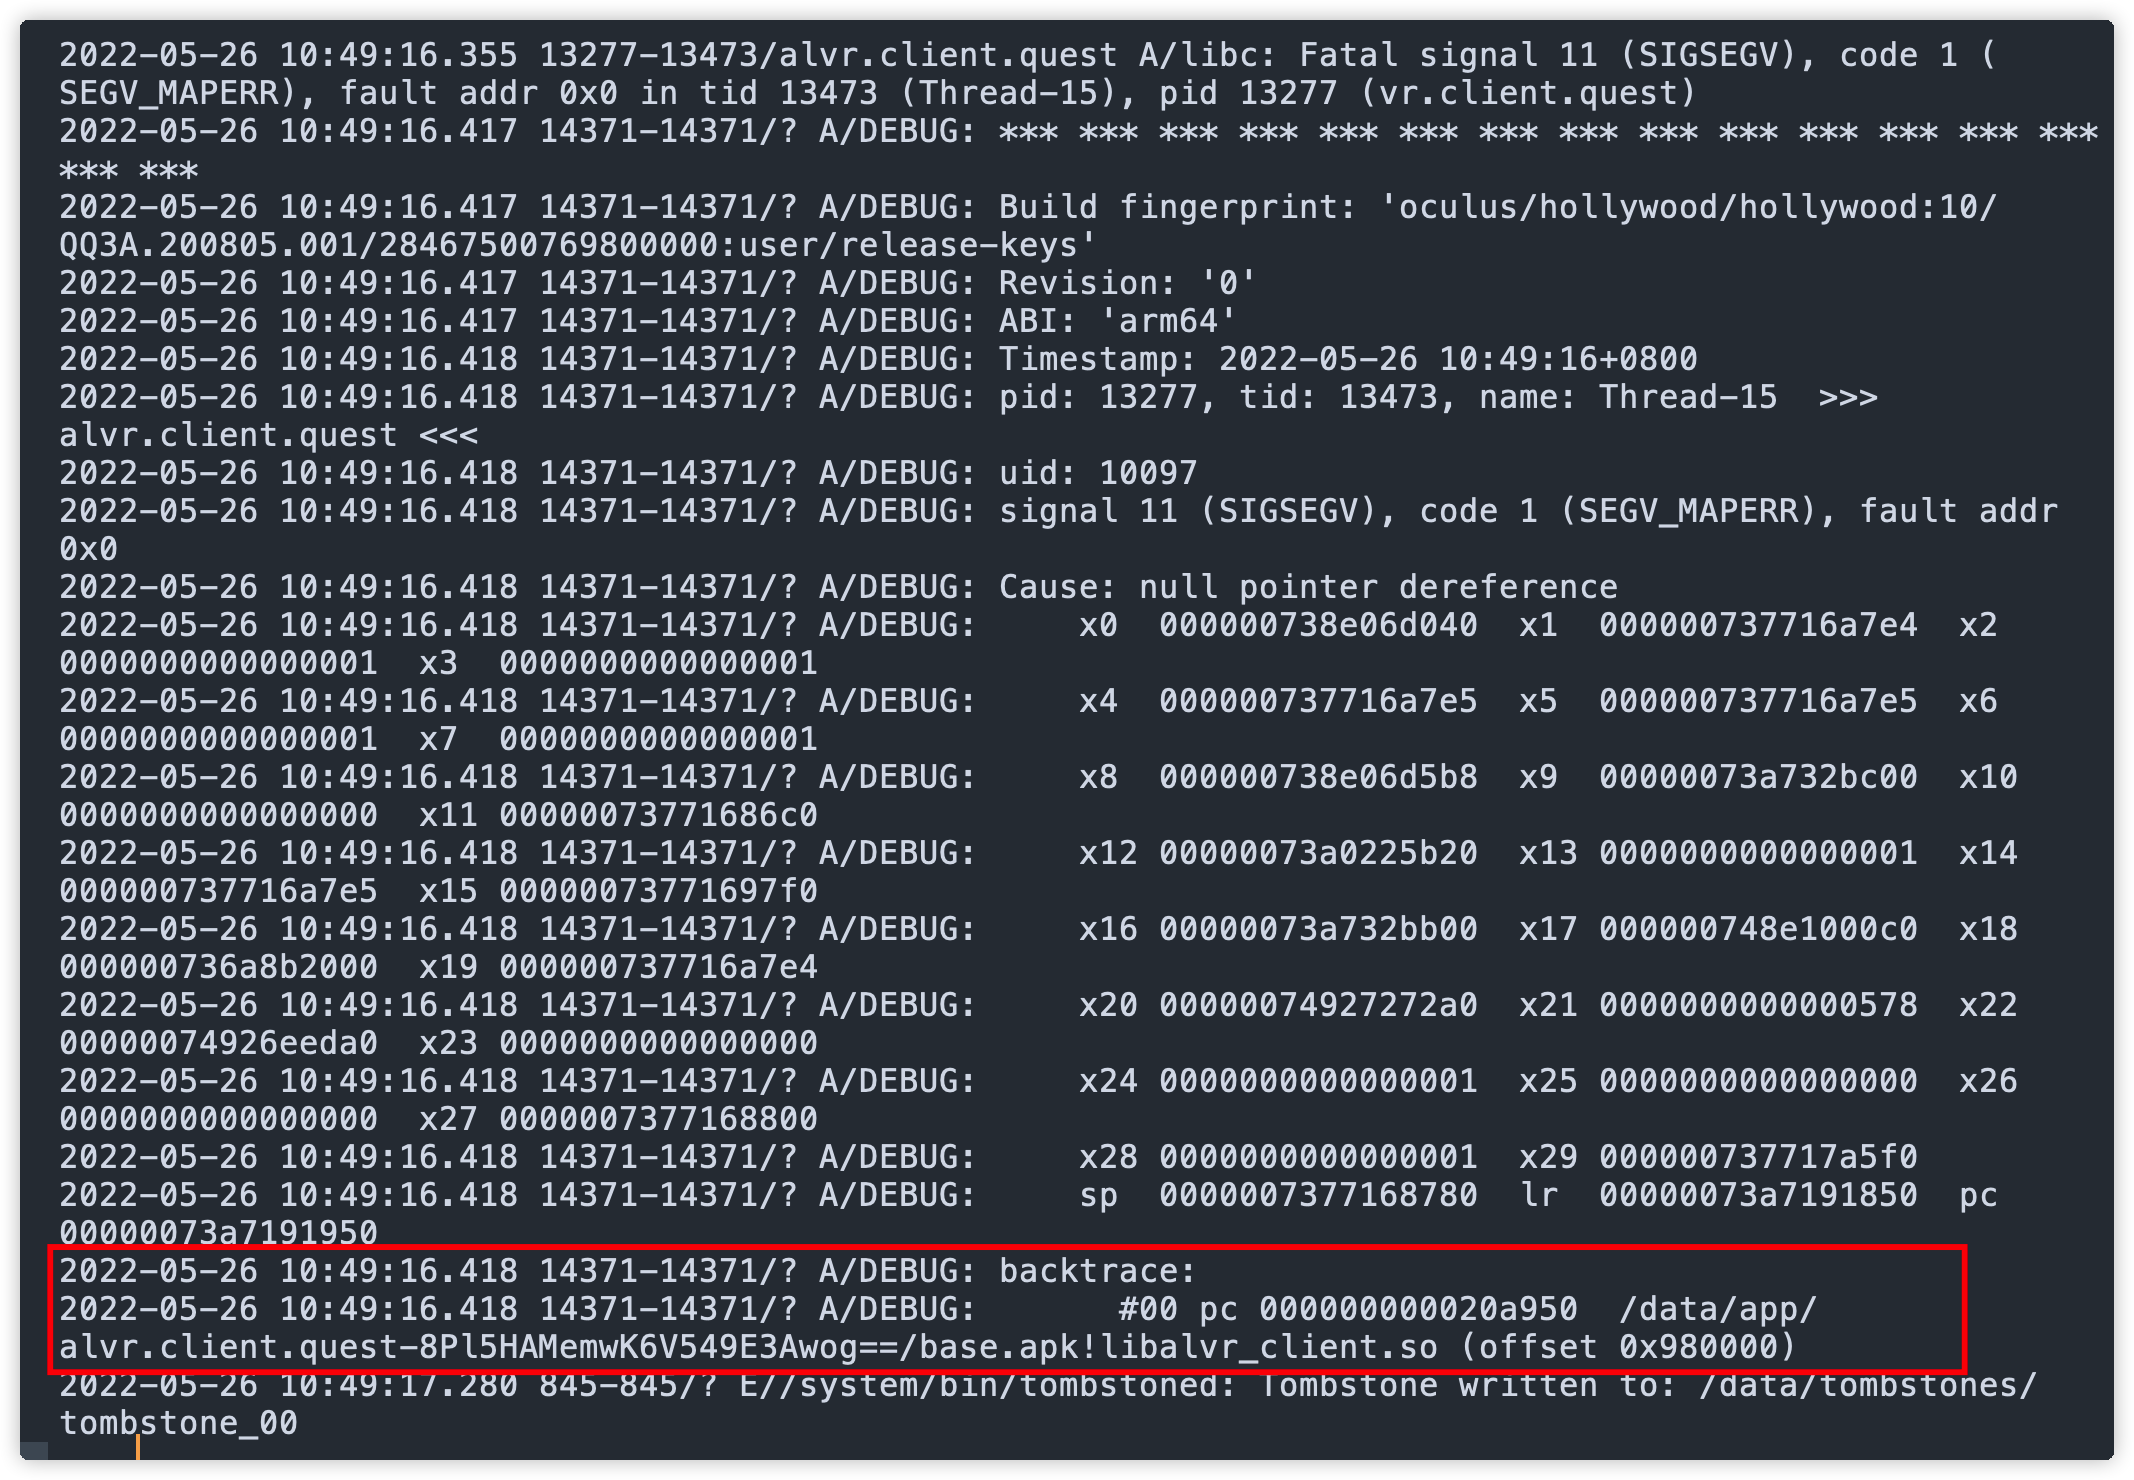 2022-05-26 10:49:16.355 13277-13473/alvr.client.quest A/libc: Fatal signal 11 (SIGSEGV), code 1 (
SEGV_MAPERR), fault addr 0x0 in tid 13473 (Thread-15), pid 13277 (vr.client.quest)
2022-05-26 10:49:16.417 14371-14371/? A/DEBUG: *** *** *** *** *** *** *** *** *** *** *** *** *** ***
*** ***
2022-05-26 10:49:16.417 14371-14371/? A/DEBUG: Build fingerprint: 'oculus/hollywood/hollywood:10/
QQ3A.200805.001/28467500769800000:user/release-keys'
2022-05-26 10:49:16.417 14371-14371/? A/DEBUG: Revision: '0'
2022-05-26 10:49:16.417 14371-14371/? A/DEBUG: ABI: 'arm64'
2022-05-26 10:49:16.418 14371-14371/? A/DEBUG: Timestamp: 2022-05-26 10:49:16+0800
2022-05-26 10:49:16.418 14371-14371/? A/DEBUG: pid: 13277, tid: 13473, name: Thread-15  >>>
alvr.client.quest <<<
2022-05-26 10:49:16.418 14371-14371/? A/DEBUG: uid: 10097
2022-05-26 10:49:16.418 14371-14371/? A/DEBUG: signal 11 (SIGSEGV), code 1 (SEGV_MAPERR), fault addr
0x0
2022-05-26 10:49:16.418 14371-14371/? A/DEBUG: Cause: null pointer dereference
2022-05-26 10:49:16.418 14371-14371/? A/DEBUG:     x0  000000738e06d040  x1  000000737716a7e4  x2
0000000000000001  x3  0000000000000001
2022-05-26 10:49:16.418 14371-14371/? A/DEBUG:     x4  000000737716a7e5  x5  000000737716a7e5  x6
0000000000000001  x7  0000000000000001
2022-05-26 10:49:16.418 14371-14371/? A/DEBUG:     x8  000000738e06d5b8  x9  00000073a732bc00  x10
0000000000000000  x11 00000073771686c0
2022-05-26 10:49:16.418 14371-14371/? A/DEBUG:     x12 00000073a0225b20  x13 0000000000000001  x14
000000737716a7e5  x15 00000073771697f0
2022-05-26 10:49:16.418 14371-14371/? A/DEBUG:     x16 00000073a732bb00  x17 000000748e1000c0  x18
000000736a8b2000  x19 000000737716a7e4
2022-05-26 10:49:16.418 14371-14371/? A/DEBUG:     x20 00000074927272a0  x21 0000000000000578  x22
00000074926eeda0  x23 0000000000000000
2022-05-26 10:49:16.418 14371-14371/? A/DEBUG:     x24 0000000000000001  x25 0000000000000000  x26
0000000000000000  x27 0000007377168800
2022-05-26 10:49:16.418 14371-14371/? A/DEBUG:     x28 0000000000000001  x29 000000737717a5f0
2022-05-26 10:49:16.418 14371-14371/? A/DEBUG:     sp  0000007377168780  lr  00000073a7191850  pc
00000073a7191950
2022-05-26 10:49:16.418 14371-14371/? A/DEBUG: backtrace:
2022-05-26 10:49:16.418 14371-14371/? A/DEBUG:       #00 pc 000000000020a950  /data/app/
alvr.client.quest-8Pl5HAMemwK6V549E3Awog==/base.apk!libalvr_client.so (offset 0x980000)
2022-05-26 10:49:17.280 845-845/? E//system/bin/tombstoned: Tombstone written to: /data/tombstones/
tombstone_00